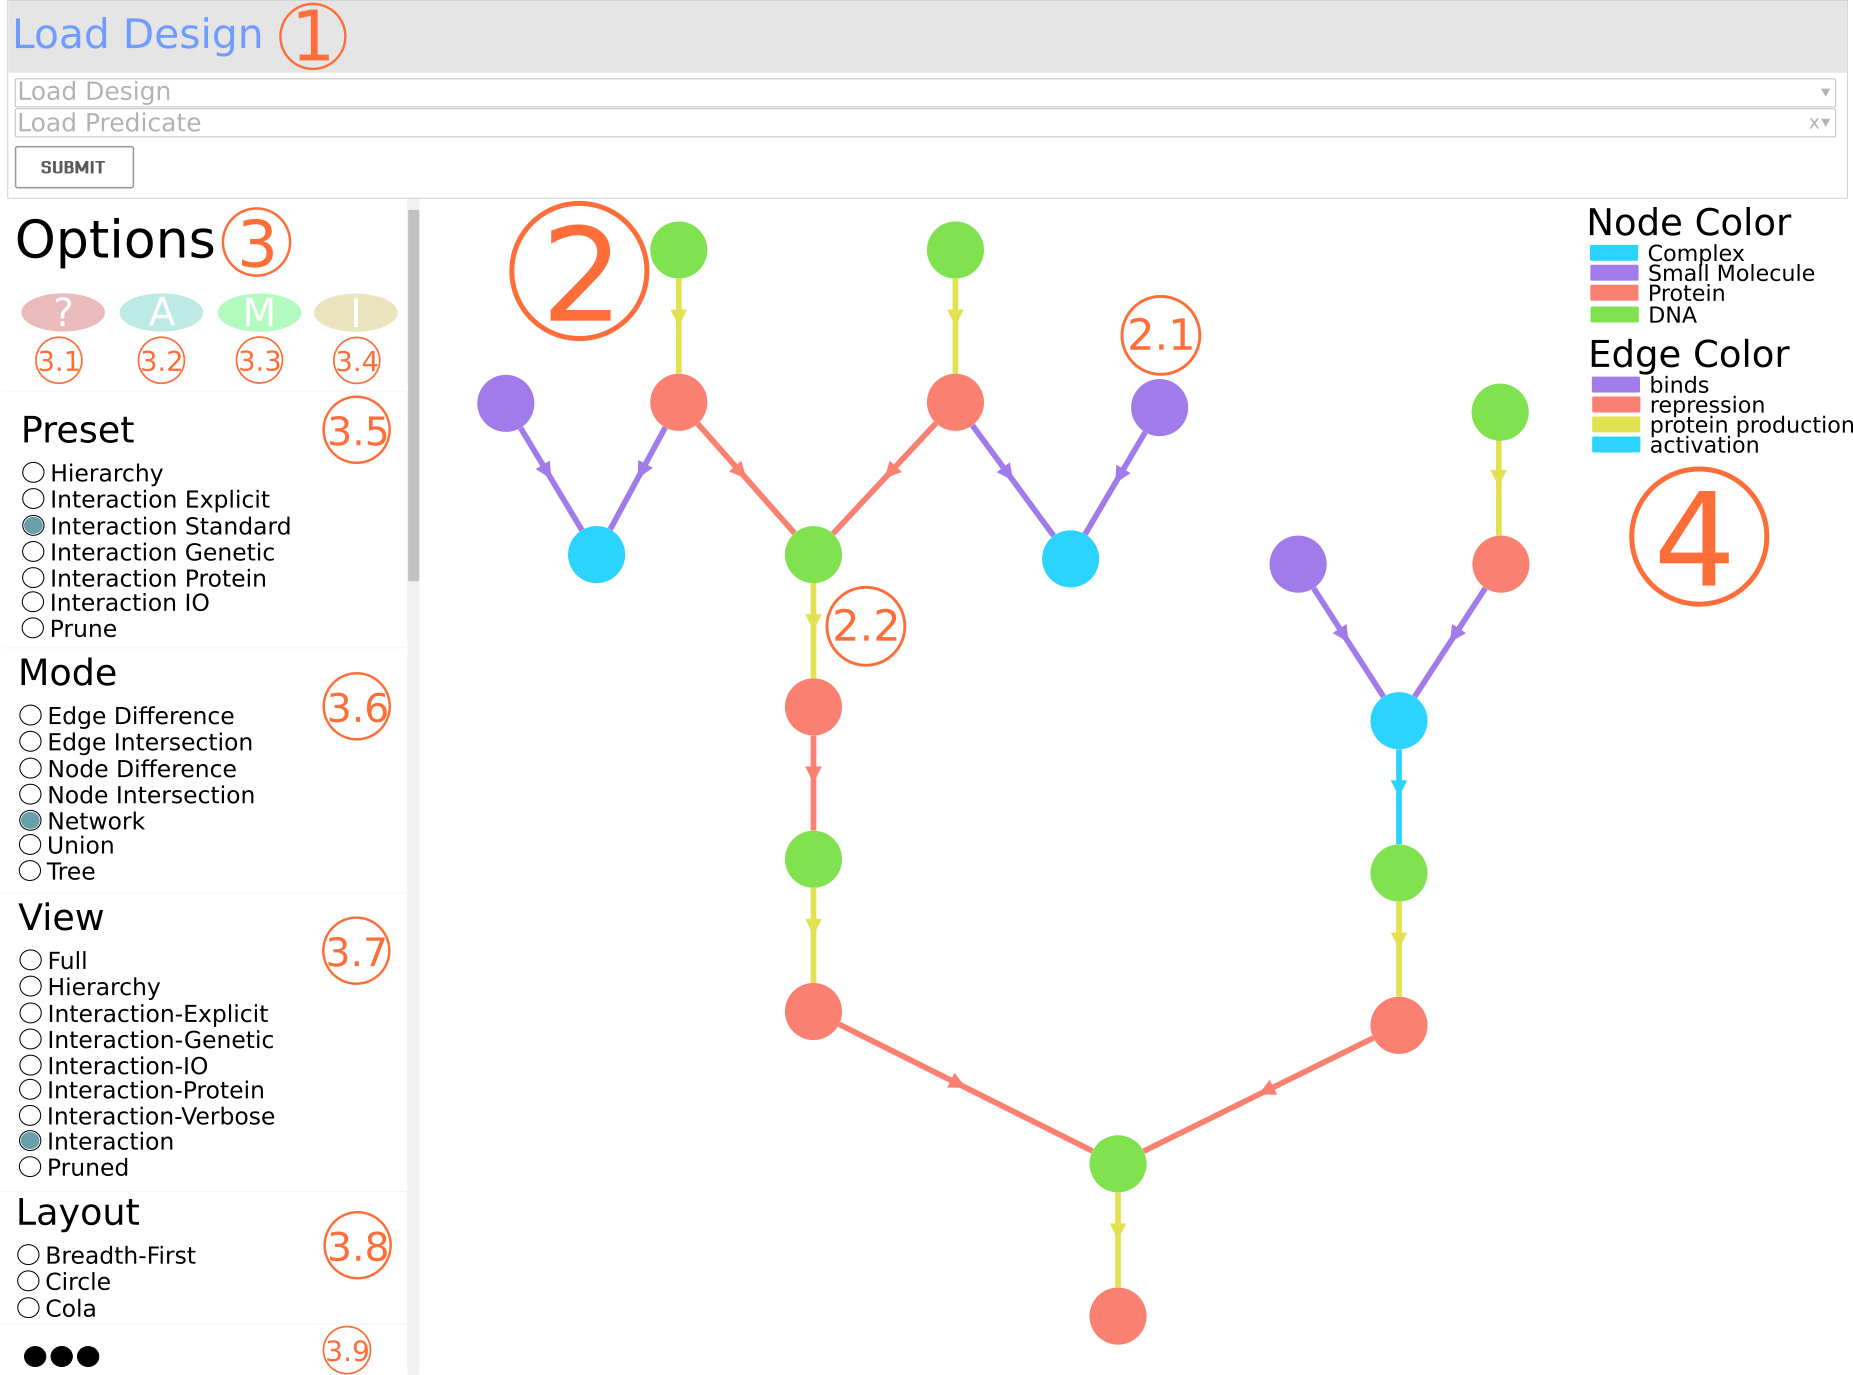 Load Design 1
Load Design
Load Predicate x
SUBMIT
Options 3
? A M I
3.1 3.2 3.3 3.4
Preset 3.5
Hierarchy
Interaction Explicit
Interaction Standard
Interaction Genetic
Interaction Protein
Interaction IO
Prune
Mode 3.6
Edge Difference
Edge Intersection
Node Difference
Node Intersection
Network
Union
Tree
View 3.7
Full
Hierarchy
Interaction-Explicit
Interaction-Genetic
Interaction-IO
Interaction-Protein
Interaction-Verbose
Interaction
Pruned
Layout 3.8
Breadth-First
Circle
Cola
3.9
2
2.1
2.2
Node Color
Complex
Small Molecule
Protein
DNA
Edge Color
binds
repression
protein production
activation
4